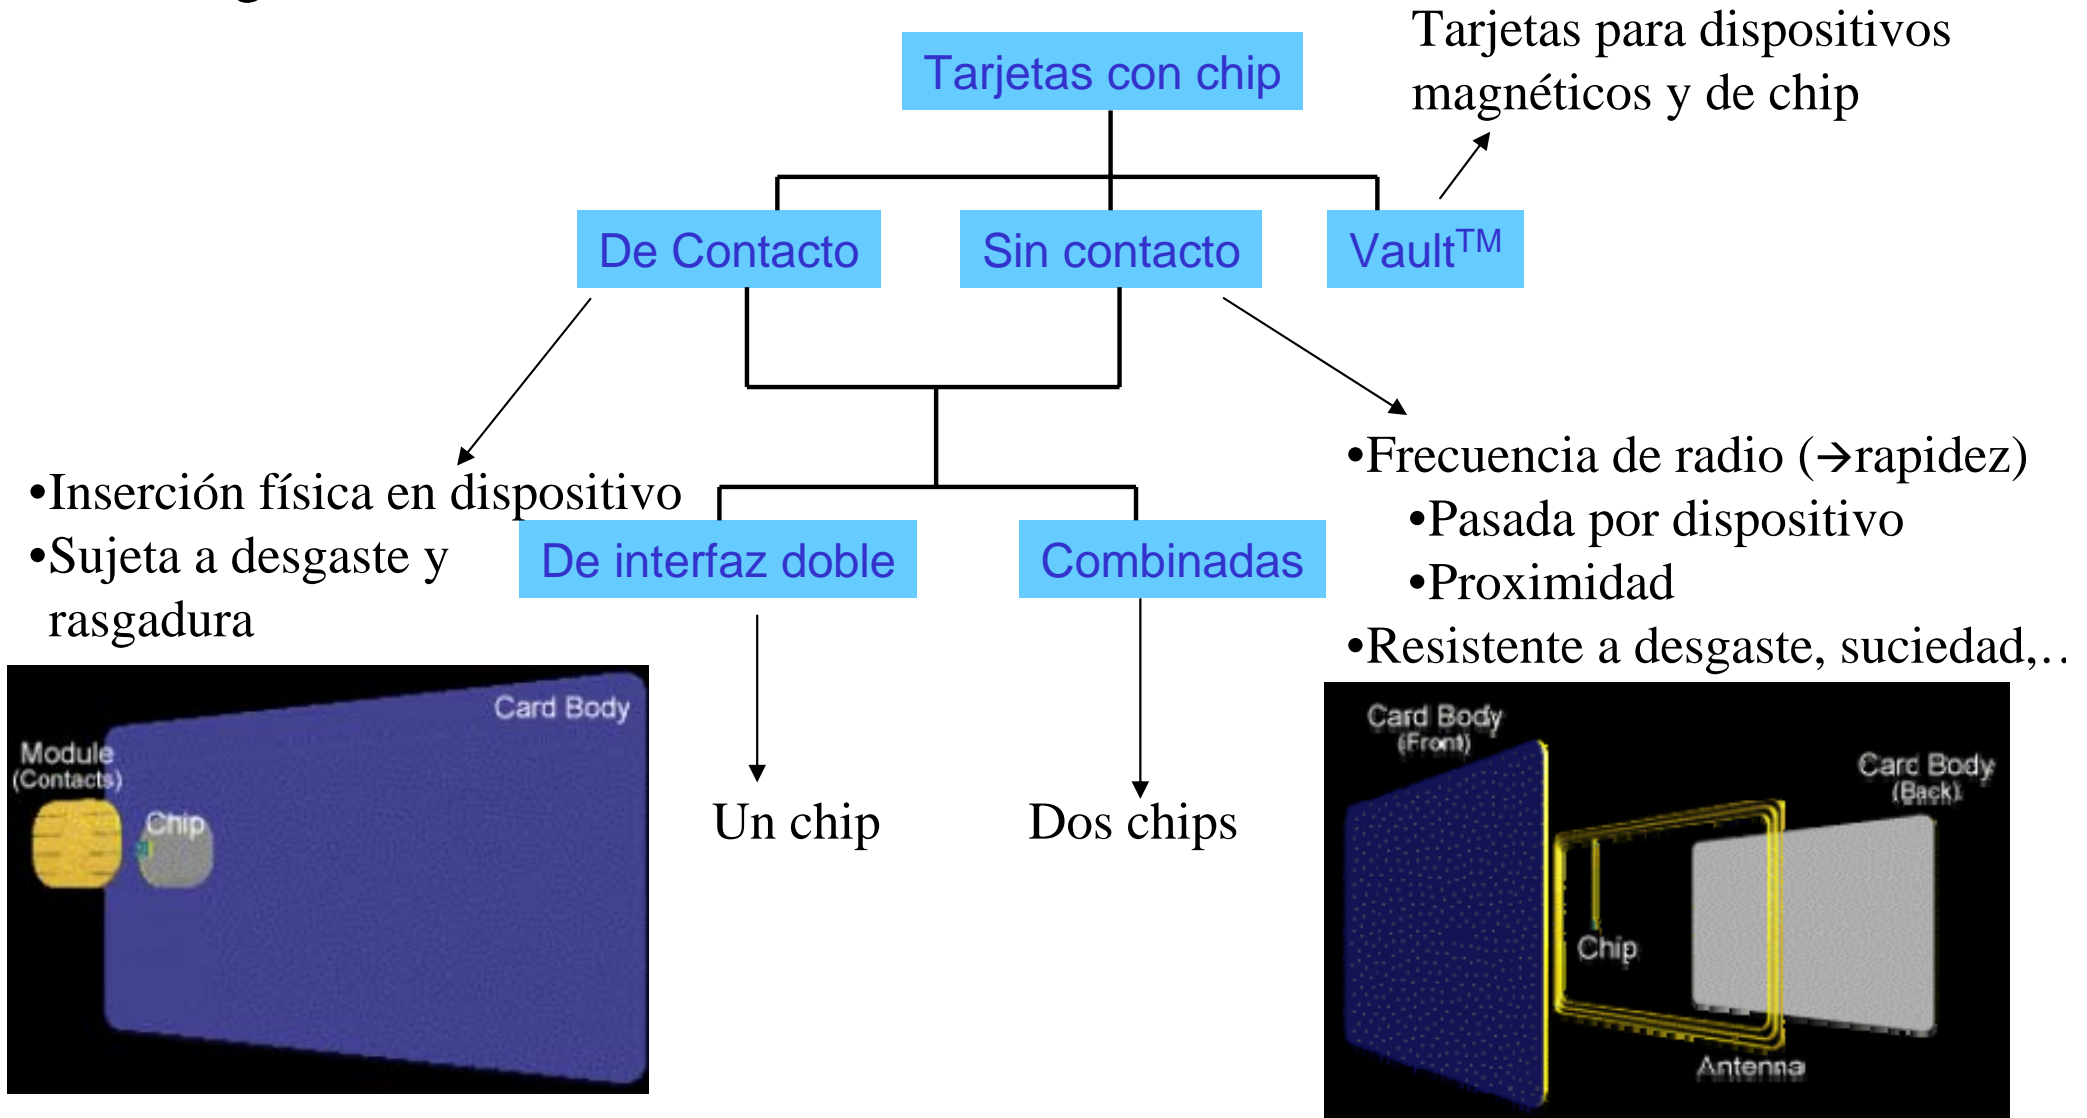 Tarjetas con chip
Tarjetas para dispositivos
magnéticos y de chip
De Contacto
Sin contacto
Vault™
•Inserción física en dispositivo
•Sujeta a desgaste y
rasgadura
De interfaz doble
Combinadas
•Frecuencia de radio (→rapidez)
•Pasada por dispositivo
•Proximidad
•Resistente a desgaste, suciedad,..
Un chip
Dos chips
Card Body
Module
(Contacts)
Chip
Card Body
(Front)
Card Body
(Back)
Chip
Antenna